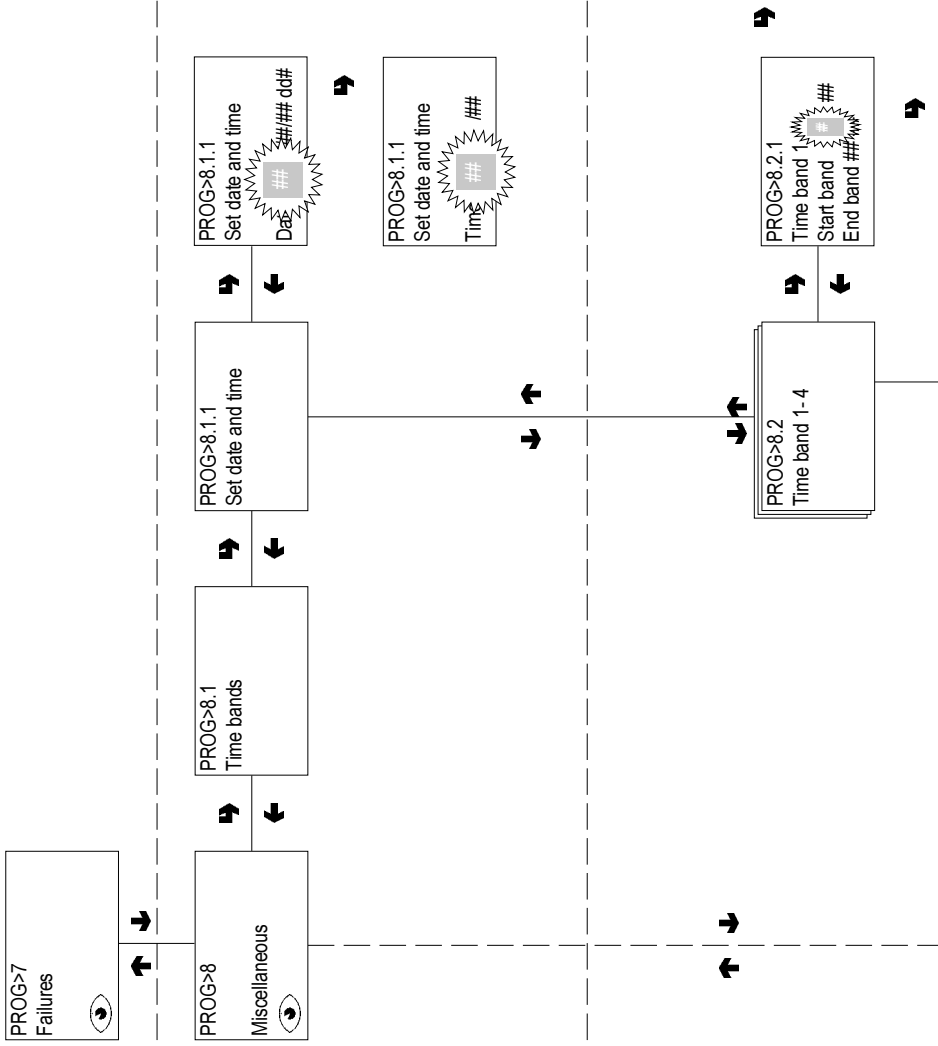 PROG>7
Failures
PROG>8
Miscellaneous
PROG>8.1
Time bands
PROG>8.1.1
Set date and time
PROG>8.1.1
Set date and time
Da ## ##/## dd#
PROG>8.1.1
Set date and time
Tim ## /##
PROG>8.2
Time band 1- 4
PROG>8.2.1
Time band 1
Start band # ##
End band ##